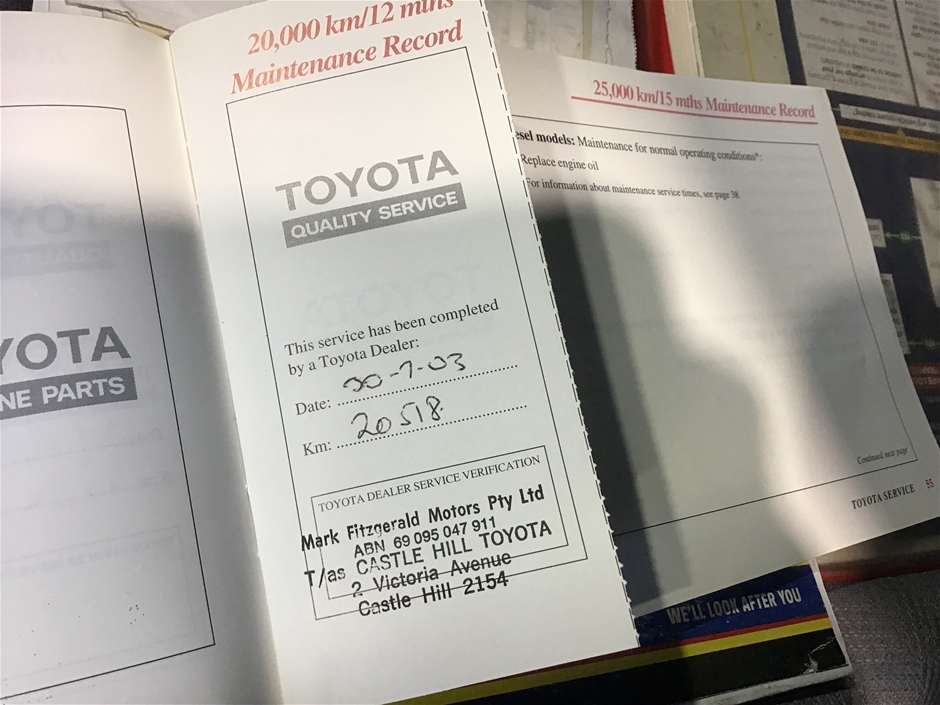 20,000 km/12 mths
Maintenance Record
TOYOTA
QUALITY SERVICE
This service has been completed
by a Toyota Dealer:
Date: 30-7-03
Km: 20518
TOYOTA DEALER SERVICE VERIFICATION
Mark Fitzgerald Motors Pty Ltd
ABN 69 095 047 911
T/as CASTLE HILL TOYOTA
2 Victoria Avenue
Castle Hill 2154
YOTA
NE PARTS
25,000 km/15 mths Maintenance Record
esel models: Maintenance for normal operating conditions*:
Replace engine oil
For information about maintenance service times, see page 38.
Continued next page
TOYOTA SERVICE 55
WE'LL LOOK AFTER YOU